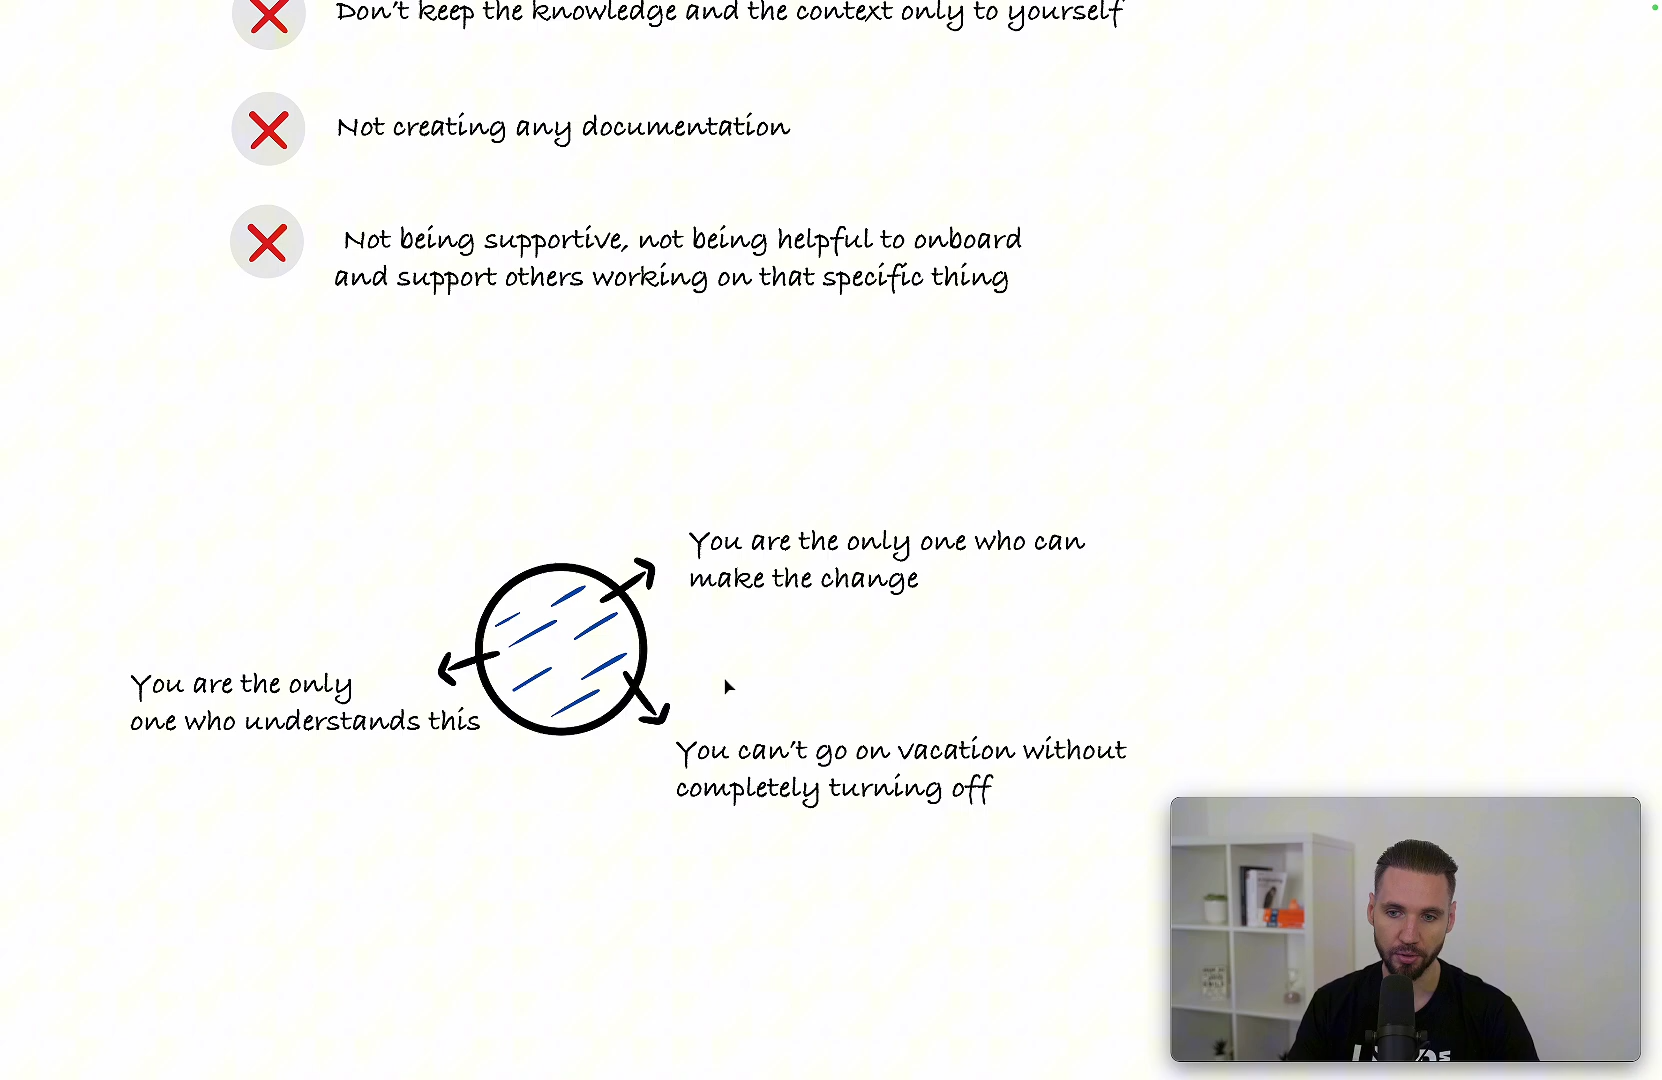 Don't keep the knowledge and the context only to yourself
Not creating any documentation
Not being supportive, not being helpful to onboard
and support others working on that specific thing
You are the only one who can
make the change
You are the only
one who understands this
You can't go on vacation without
completely turning off